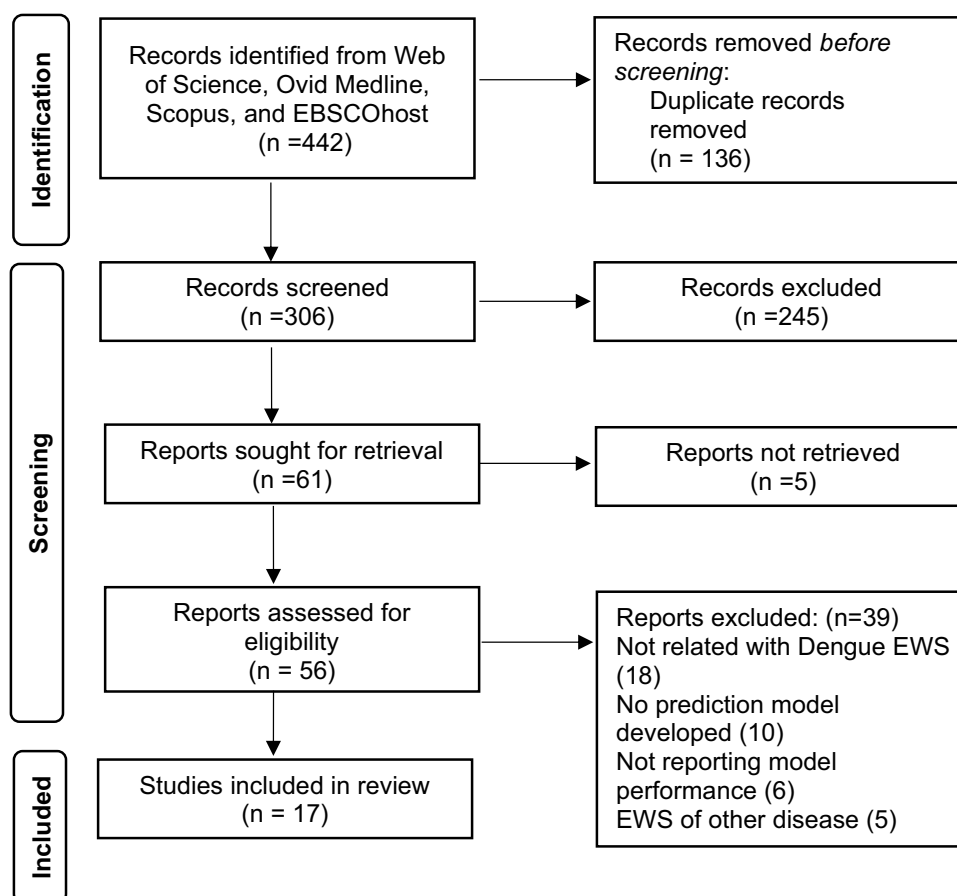 Identification
Records identified from Web
of Science, Ovid Medline,
Scopus, and EBSCOhost
(n =442)
Records removed before
screening:
Duplicate records
removed
(n = 136)
Screening
Records screened
(n =306)
Records excluded
(n =245)
Reports sought for retrieval
(n =61)
Reports not retrieved
(n =5)
Reports assessed for
eligibility
(n = 56)
Reports excluded: (n=39)
Not related with Dengue EWS
(18)
No prediction model
developed (10)
Not reporting model
performance (6)
EWS of other disease (5)
Included
Studies included in review
(n = 17)